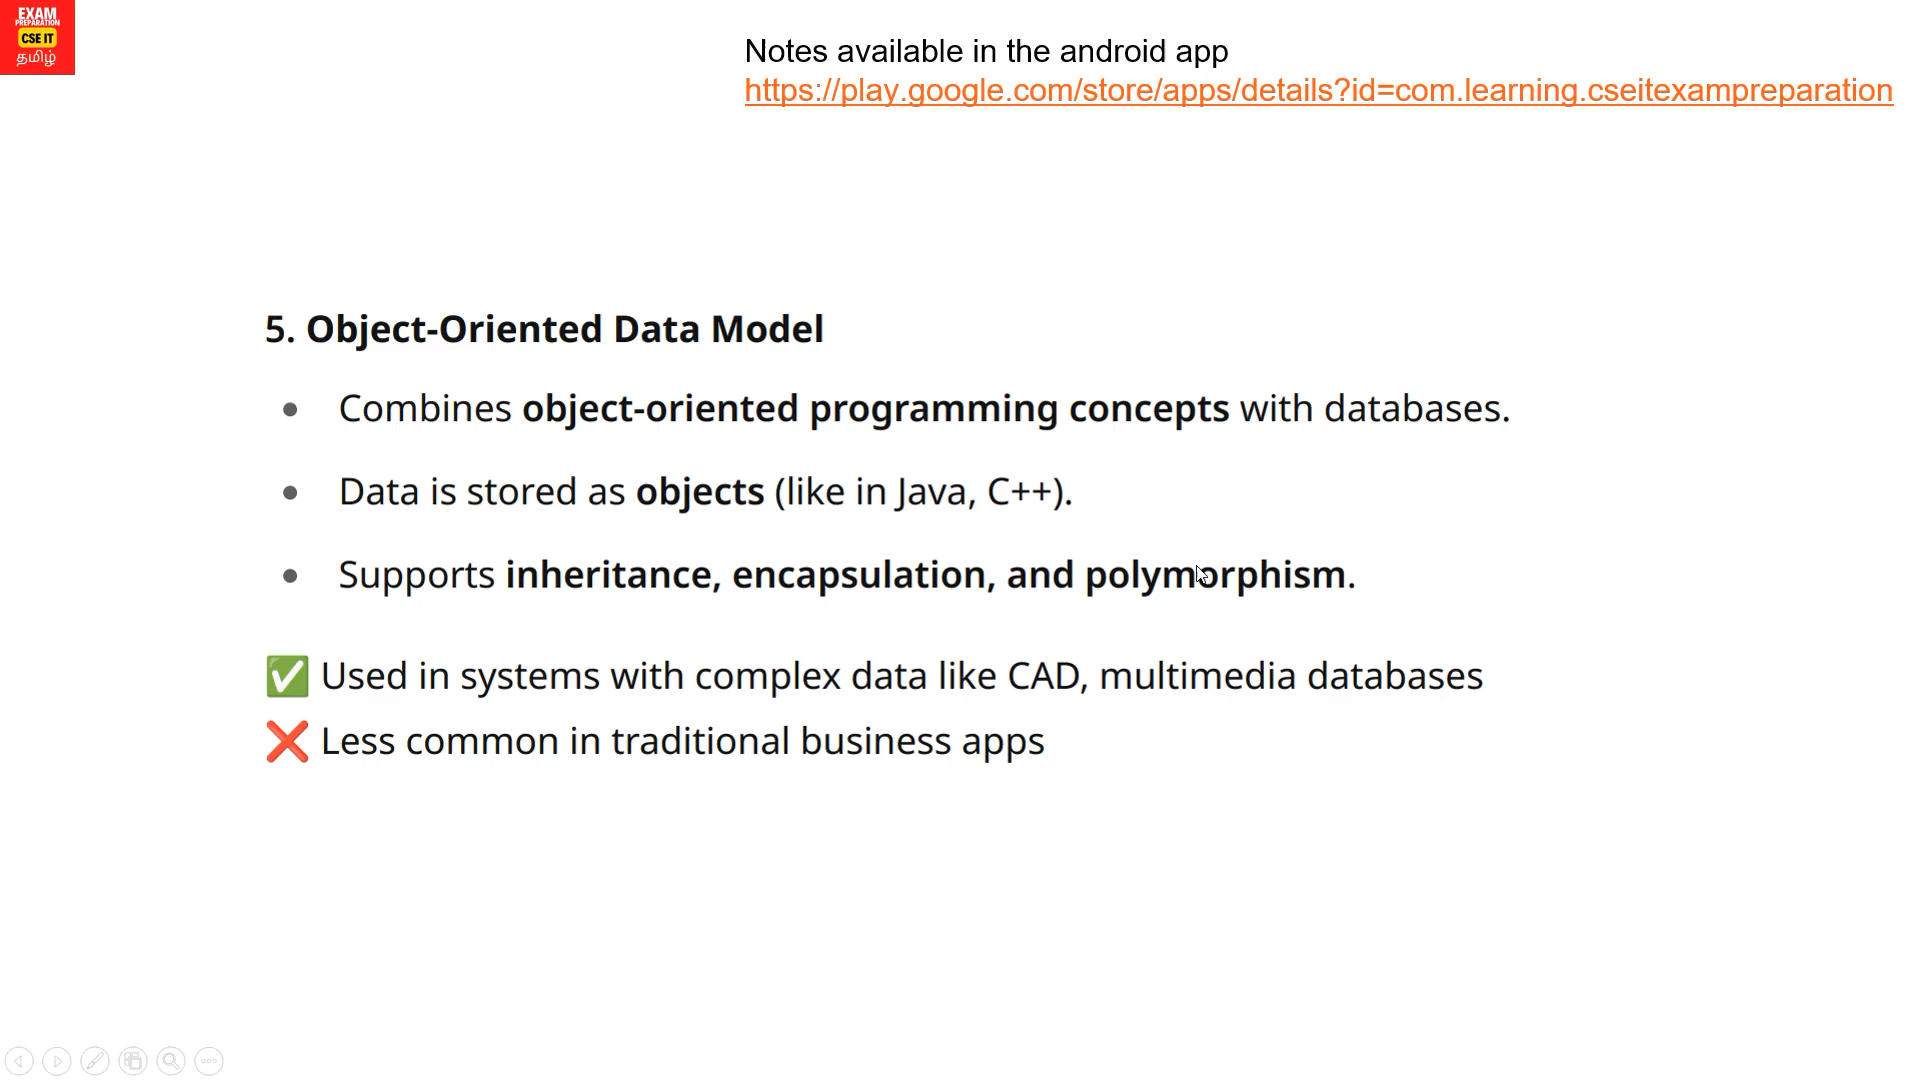 EXAM
PREPARATION
CSE IT
தமிழ்
Notes available in the android app
https://play.google.com/store/apps/details?id=com.learning.cseitexampreparation
5. Object-Oriented Data Model
• Combines object-oriented programming concepts with databases.
• Data is stored as objects (like in Java, C++).
• Supports inheritance, encapsulation, and polymorphism.
✅ Used in systems with complex data like CAD, multimedia databases
❌ Less common in traditional business apps